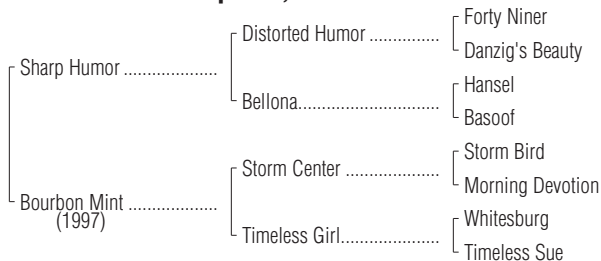 Forty Niner
Distorted Humor ...............
Danzig's Beauty
Sharp Humor ....................
Hansel
Bellona..............................
Basoof
Storm Bird
Storm Center ....................
Morning Devotion
Bourbon Mint ...................
(1997)
Whitesburg
Timeless Girl.....................
Timeless Sue